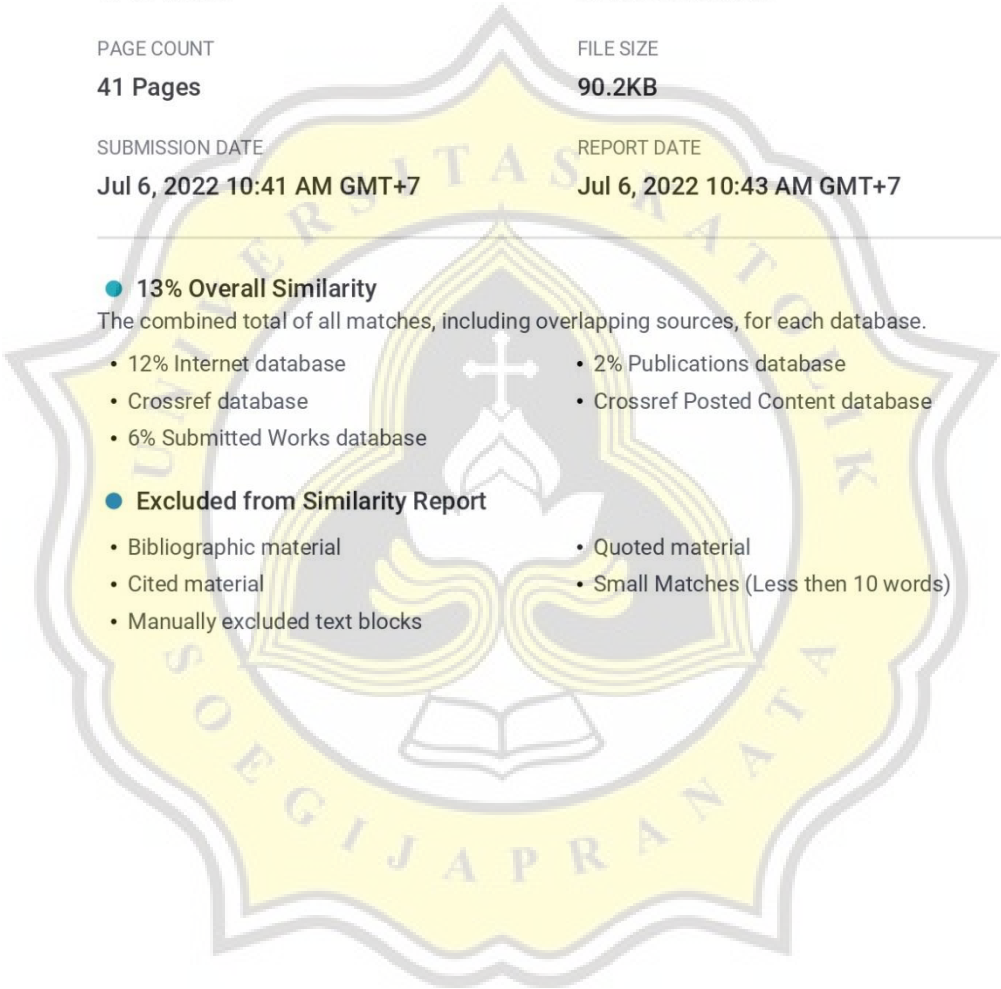 PAGE COUNT
FILE SIZE
41 Pages
90.2KB
SUBMISSION DATE
REPORT DATE
Jul 6, 2022 10:41 AM GMT+7
Jul 6, 2022 10:43 AM GMT+7
13% Overall Similarity
The combined total of all matches, including overlapping sources, for each database.
• 12% Internet database
• 2% Publications database
• Crossref database
• Crossref Posted Content database
• 6% Submitted Works database
Excluded from Similarity Report
• Bibliographic material
• Quoted material
• Cited material
• Small Matches (Less then 10 words)
• Manually excluded text blocks
UNIVERSITAS KATOLIK
SOEGIJAPRANATA